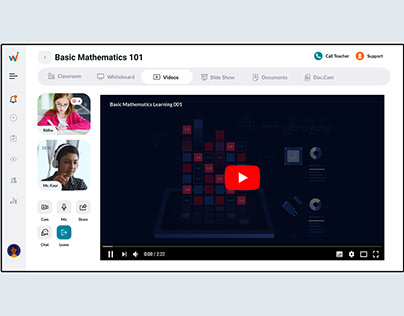 Basic Mathematics 101
Call Teacher
Support
Classroom
Whiteboard
Videos
Slide Show
Documents
Doc.Cam
Basic Mathematics Learning 001
Ridha
Ms. Kaur
Cam
Mic
Share
Chat
Leave
0:00 / 2:22